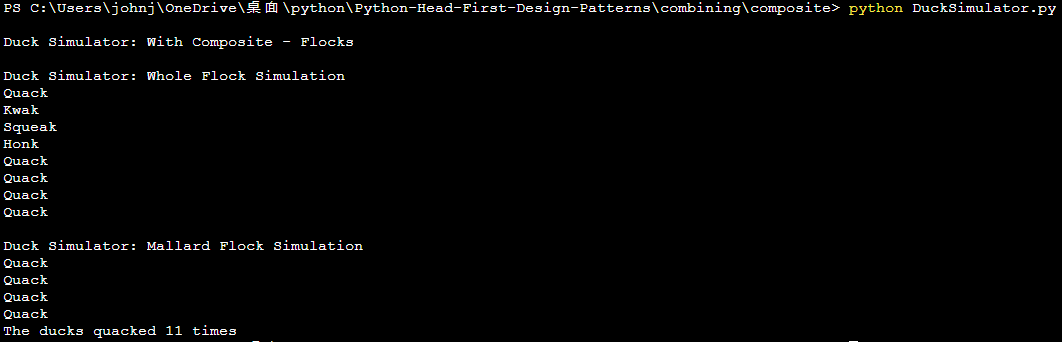 PS C:\Users\johnj\OneDrive\桌面\python\Python-Head-First-Design-Patterns\combining\composite> python DuckSimulator.py
Duck Simulator: With Composite - Flocks
Duck Simulator: Whole Flock Simulation
Quack
Kwak
Squeak
Honk
Quack
Quack
Quack
Quack
Duck Simulator: Mallard Flock Simulation
Quack
Quack
Quack
Quack
The ducks quacked 11 times